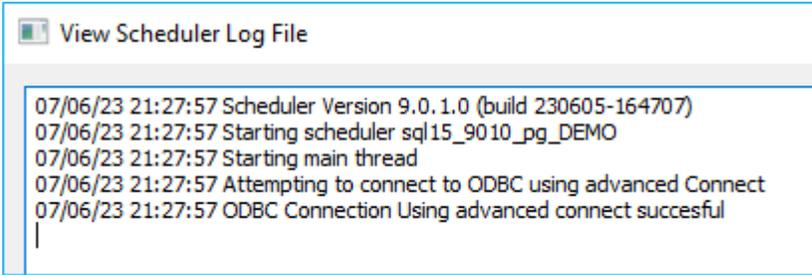 View Scheduler Log File
07/06/23 21:27:57 Scheduler Version 9.0.1.0 (build 230605-164707)
07/06/23 21:27:57 Starting scheduler sql15_9010_pg_DEMO
07/06/23 21:27:57 Starting main thread
07/06/23 21:27:57 Attempting to connect to ODBC using advanced Connect
07/06/23 21:27:57 ODBC Connection Using advanced connect succesful